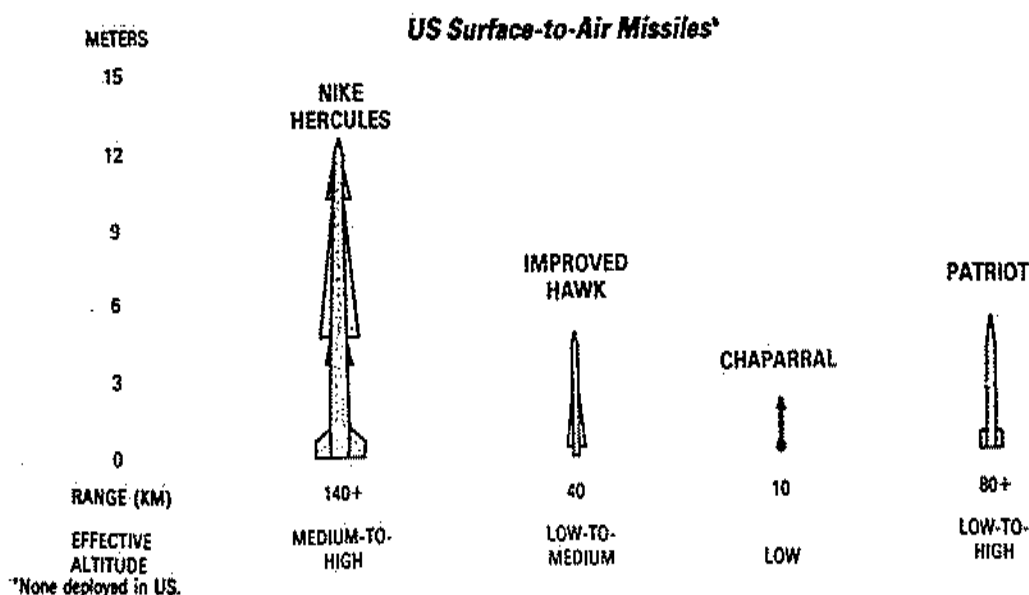 US Surface-to-Air Missiles*
METERS
15
12
9
6
3
0
NIKE
HERCULES
IMPROVED
HAWK
CHAPARRAL
PATRIOT
RANGE (KM) 140+ 40 10 80+
EFFECTIVE
ALTITUDE
MEDIUM-TO-
HIGH
LOW-TO-
MEDIUM
LOW
LOW-TO-
HIGH
*None deployed in US.